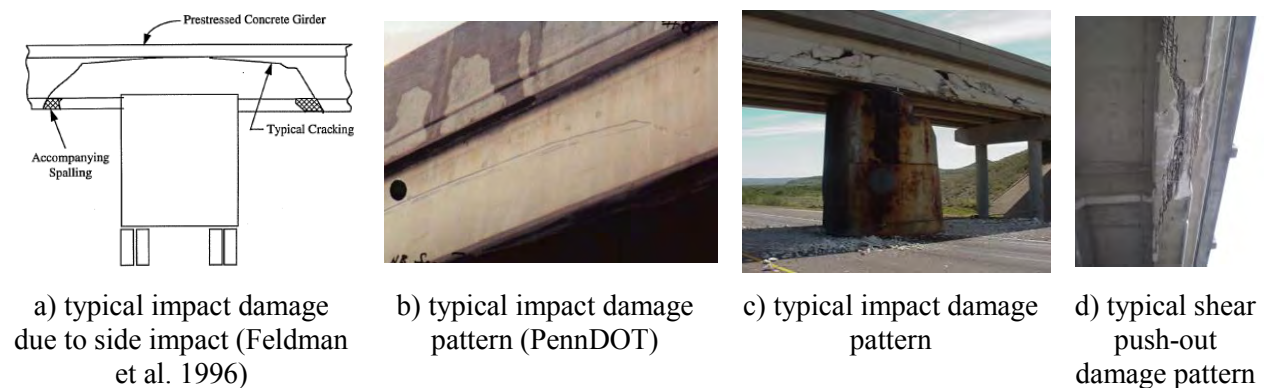 Prestressed Concrete Girder
Typical Cracking
Accompanying
Spalling
a) typical impact damage
due to side impact (Feldman
et al. 1996)
b) typical impact damage
pattern (PennDOT)
c) typical impact damage
pattern
d) typical shear
push-out
damage pattern